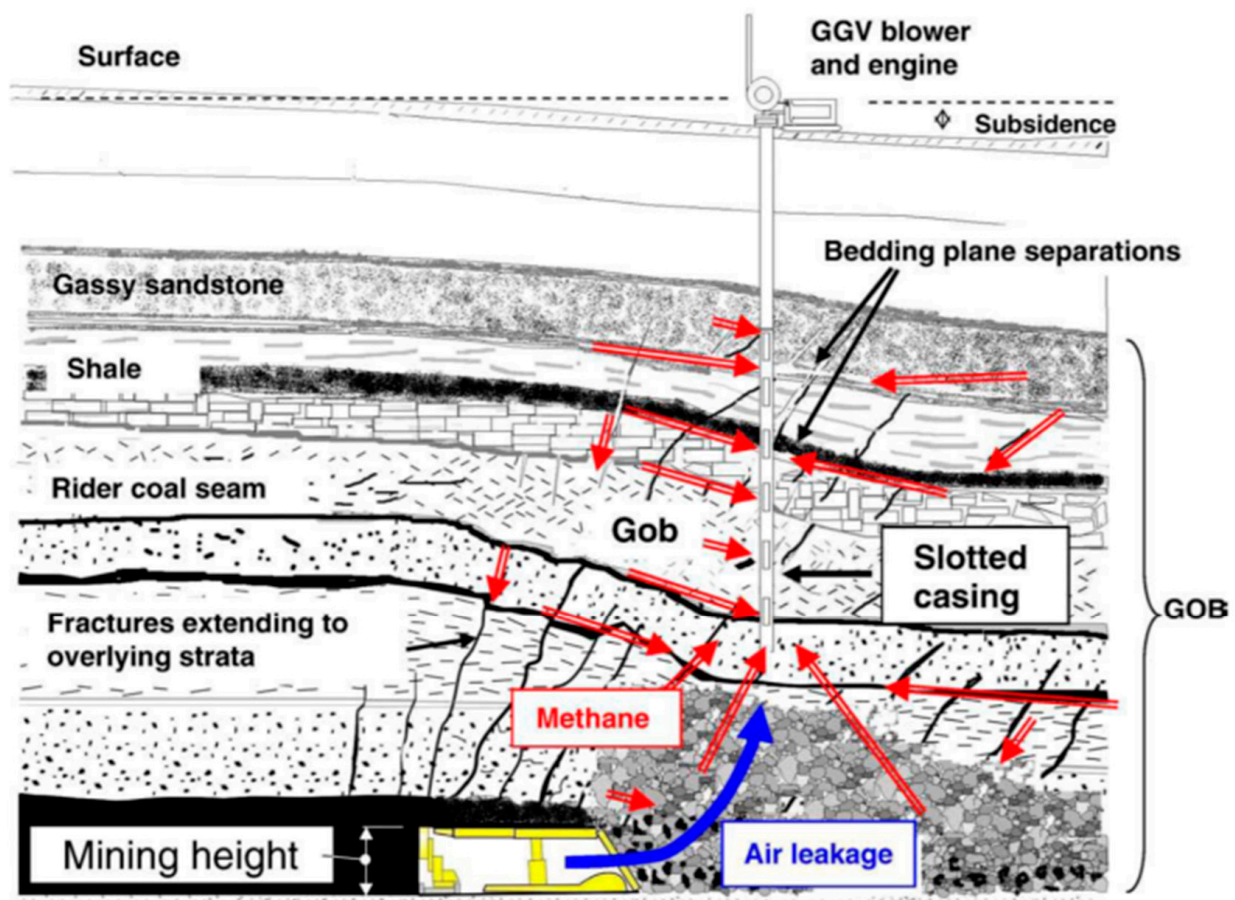 Surface
GGV blower
and engine
Subsidence
Bedding plane separations
Gassy sandstone
Shale
Rider coal seam
Gob
Slotted
casing
GOB
Fractures extending to
overlying strata
Methane
Mining height
Air leakage